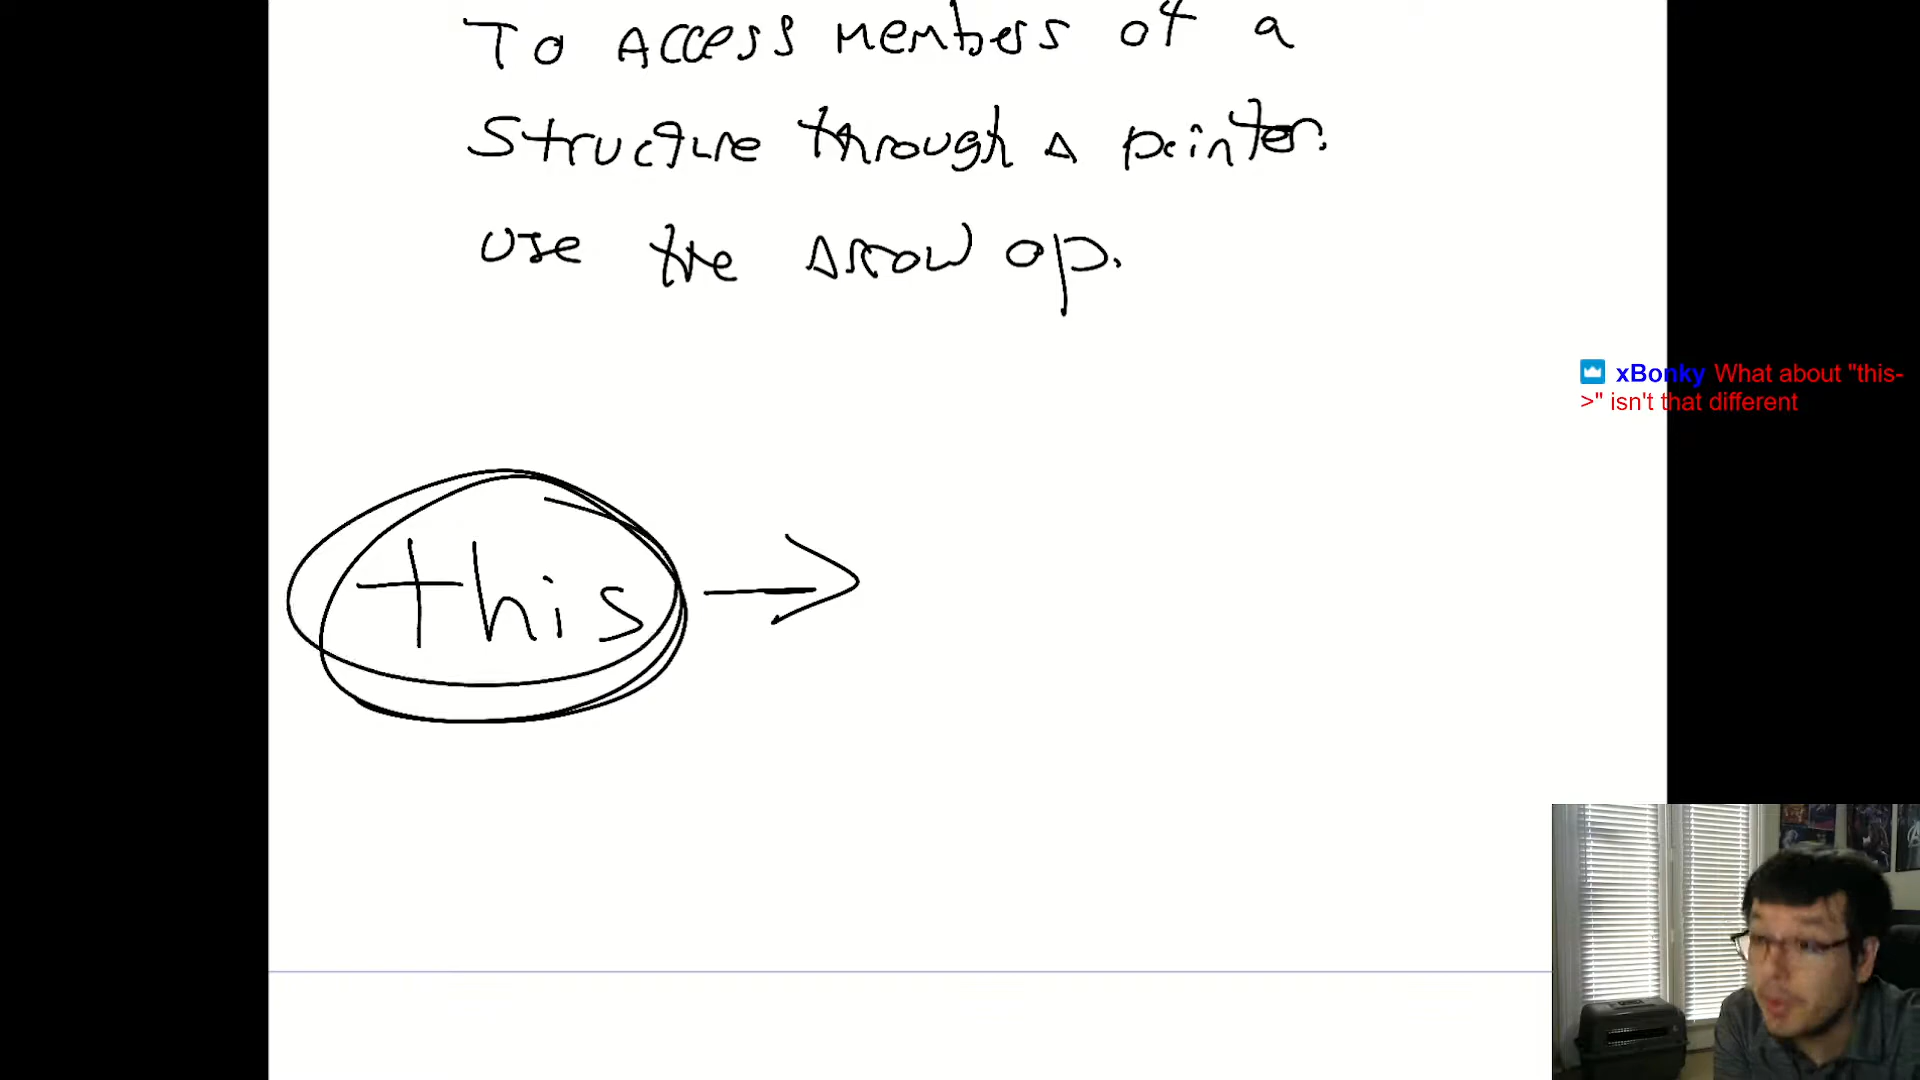 To Access members of a
Structure through a pointer.
use the Arrow op.
xBonky What about "this-
>" isn't that different
this →